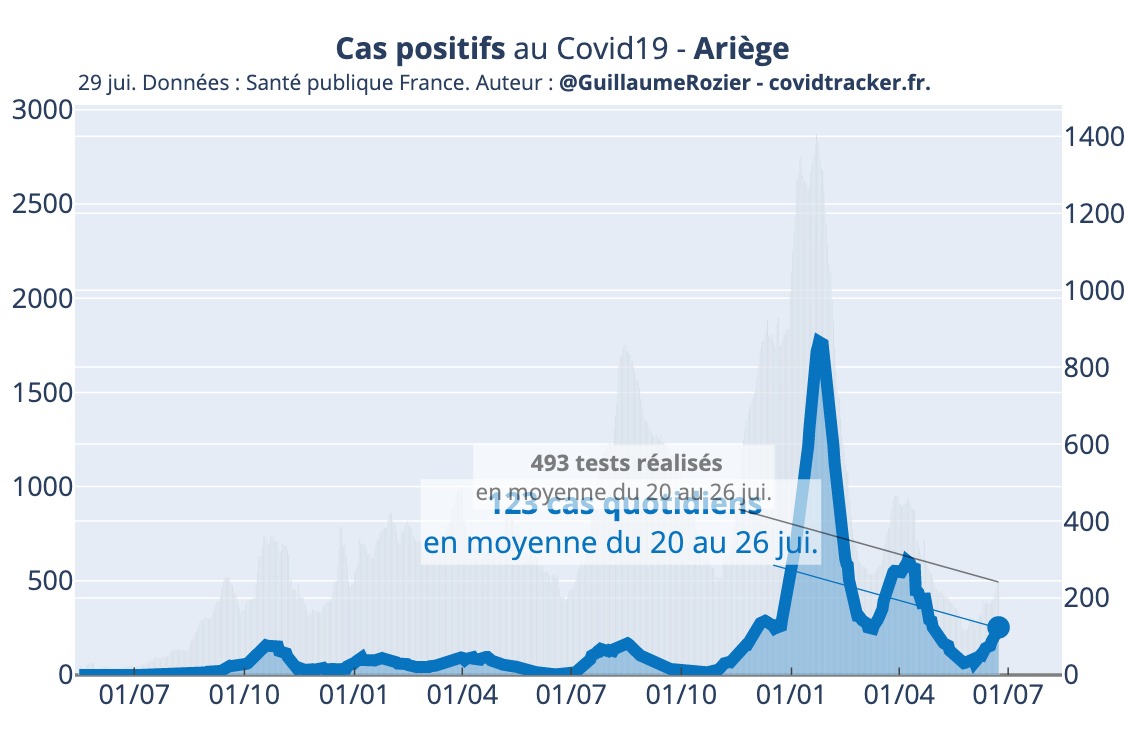 Cas positifs au Covid19 - Ariège
29 jui. Données : Santé publique France. Auteur : @GuillaumeRozier - covidtracker.fr.
3000
2500
2000
1500
1000
500
0
1400
1200
1000
800
600
400
200
0
493 tests réalisés
en moyenne du 20 au 26 jui.
123 cas quotidiens
en moyenne du 20 au 26 jui.
01/07 01/10 01/01 01/04 01/07 01/10 01/01 01/04 01/07